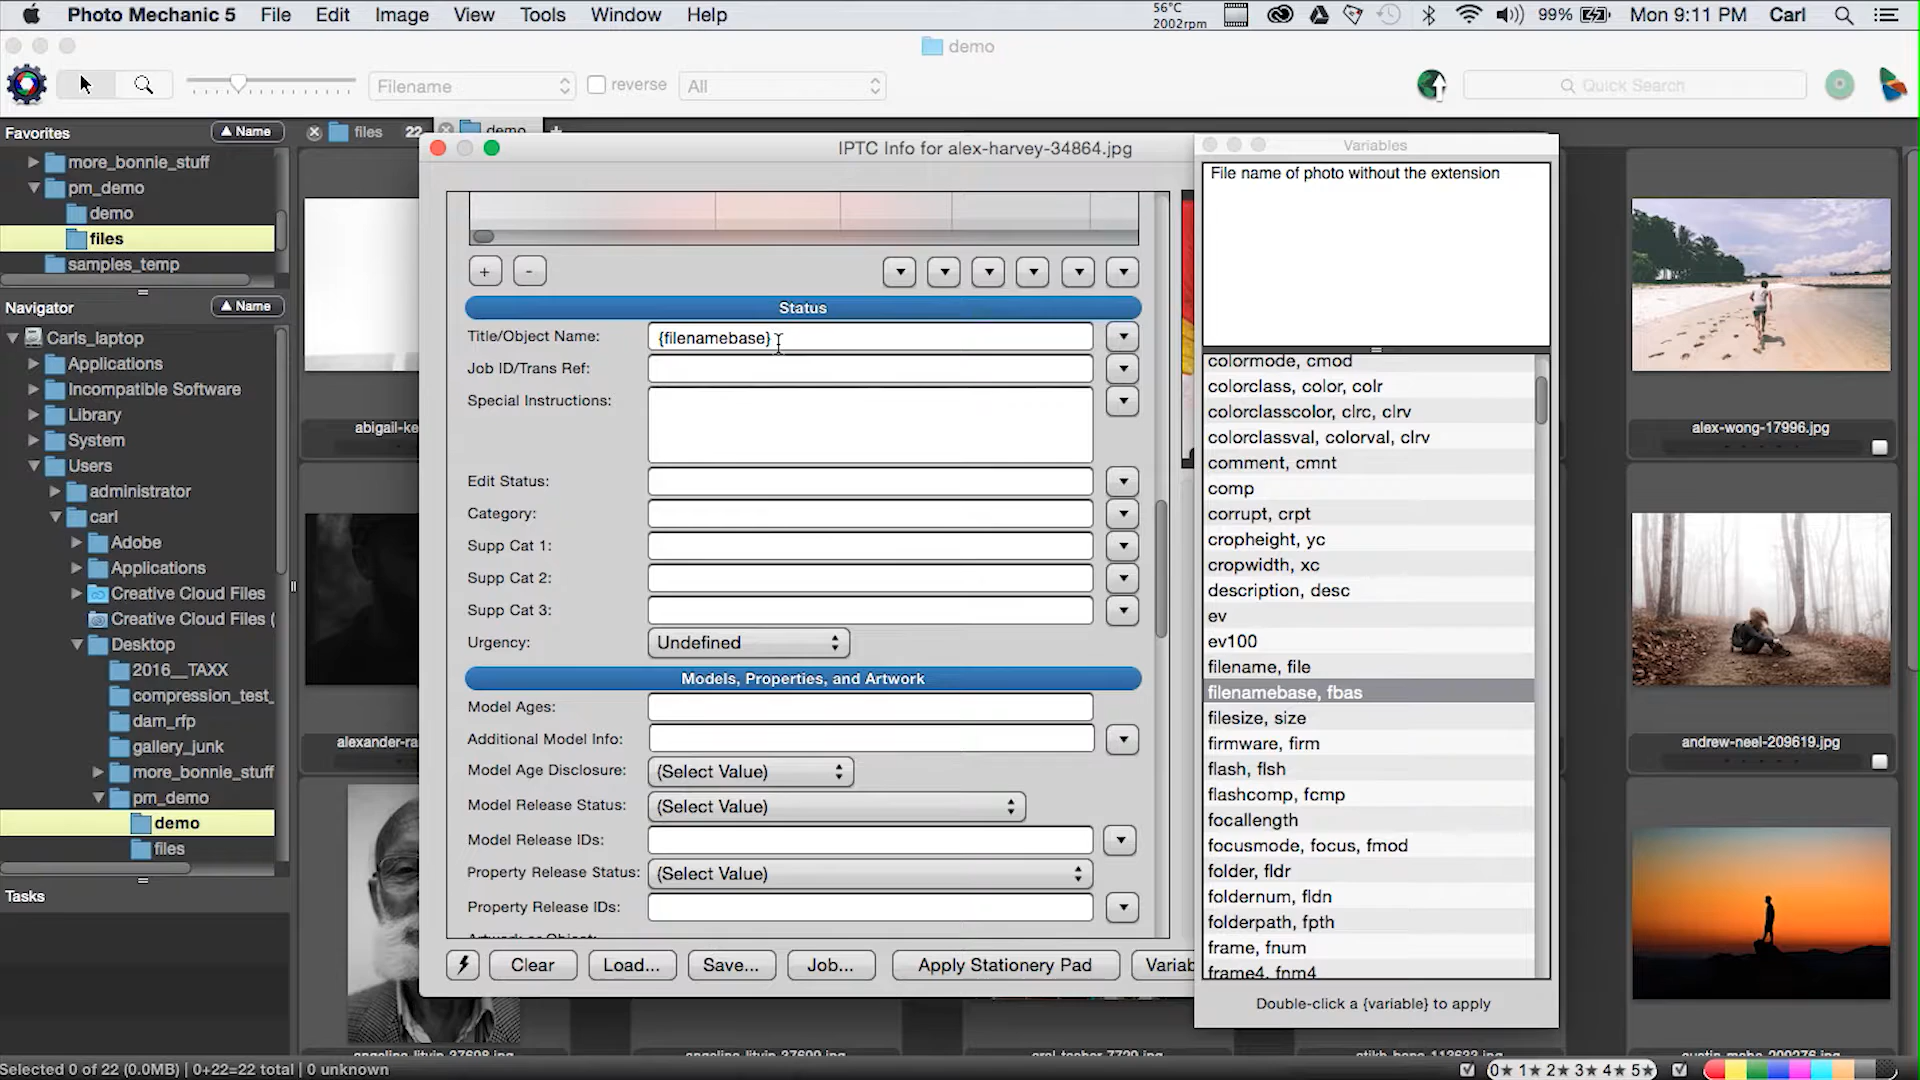 Photo Mechanic 5 File Edit Image View Tools Window Help
56°C
2002rpm
99% Mon 9:11 PM Carl
demo
Filename reverse All Quick Search
Favorites Name
files 22 demo +
more_bonnie_stuff
pm_demo
demo
files
samples_temp
Navigator Name
Carls_laptop
Applications
Incompatible Software
Library
System
Users
administrator
carl
Adobe
Applications
Creative Cloud Files
Creative Cloud Files (
Desktop
2016__TAXX
compression_test_
dam_rfp
gallery_junk
more_bonnie_stuff
pm_demo
demo
files
Tasks
IPTC Info for alex-harvey-34864.jpg
+ -
Status
Title/Object Name: {filenamebase}
Job ID/Trans Ref:
Special Instructions:
Edit Status:
Category:
Supp Cat 1:
Supp Cat 2:
Supp Cat 3:
Urgency: Undefined
Models, Properties, and Artwork
Model Ages:
Additional Model Info:
Model Age Disclosure: (Select Value)
Model Release Status: (Select Value)
Model Release IDs:
Property Release Status: (Select Value)
Property Release IDs:
Clear Load... Save... Job... Apply Stationery Pad Variab
Variables
File name of photo without the extension
colormode, cmod
colorclass, color, colr
colorclasscolor, clrc, clrv
colorclassval, colorval, clrv
comment, cmnt
comp
corrupt, crpt
cropheight, yc
cropwidth, xc
description, desc
ev
ev100
filename, file
filenamebase, fbas
filesize, size
firmware, firm
flash, flsh
flashcomp, fcmp
focallength
focusmode, focus, fmod
folder, fldr
foldernum, fldn
folderpath, fpth
frame, fnum
frame4, fnm4
Double-click a {variable} to apply
abigail-ke
alexander-ra
alex-wong-17996.jpg
andrew-neel-209619.jpg
Selected 0 of 22 (0.0MB) | 0+22=22 total | 0 unknown
0★ 1★ 2★ 3★ 4★ 5★